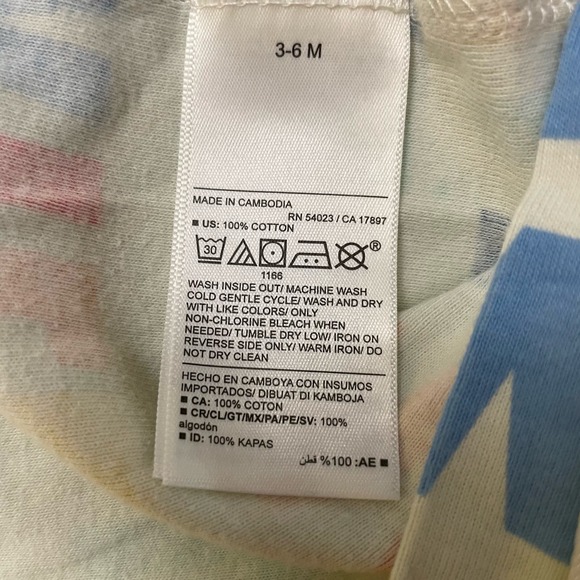 3-6 M
MADE IN CAMBODIA
RN 54023 / CA 17897
■ US: 100% COTTON
30
®
1166
WASH INSIDE OUT/ MACHINE WASH
COLD GENTLE CYCLE/ WASH AND DRY
WITH LIKE COLORS/ ONLY
NON-CHLORINE BLEACH WHEN
NEEDED/ TUMBLE DRY LOW/ IRON ON
REVERSE SIDE ONLY/ WARM IRON/ DO
NOT DRY CLEAN
HECHO EN CAMBOYA CON INSUMOS
IMPORTADOS/ DIBUAT DI KAMBOJA
■ CA: 100% COTON
■ CR/CL/GT/MX/PA/PE/SV: 100%
algodón
■ ID: 100% KAPAS
■ AE: 100% قطن